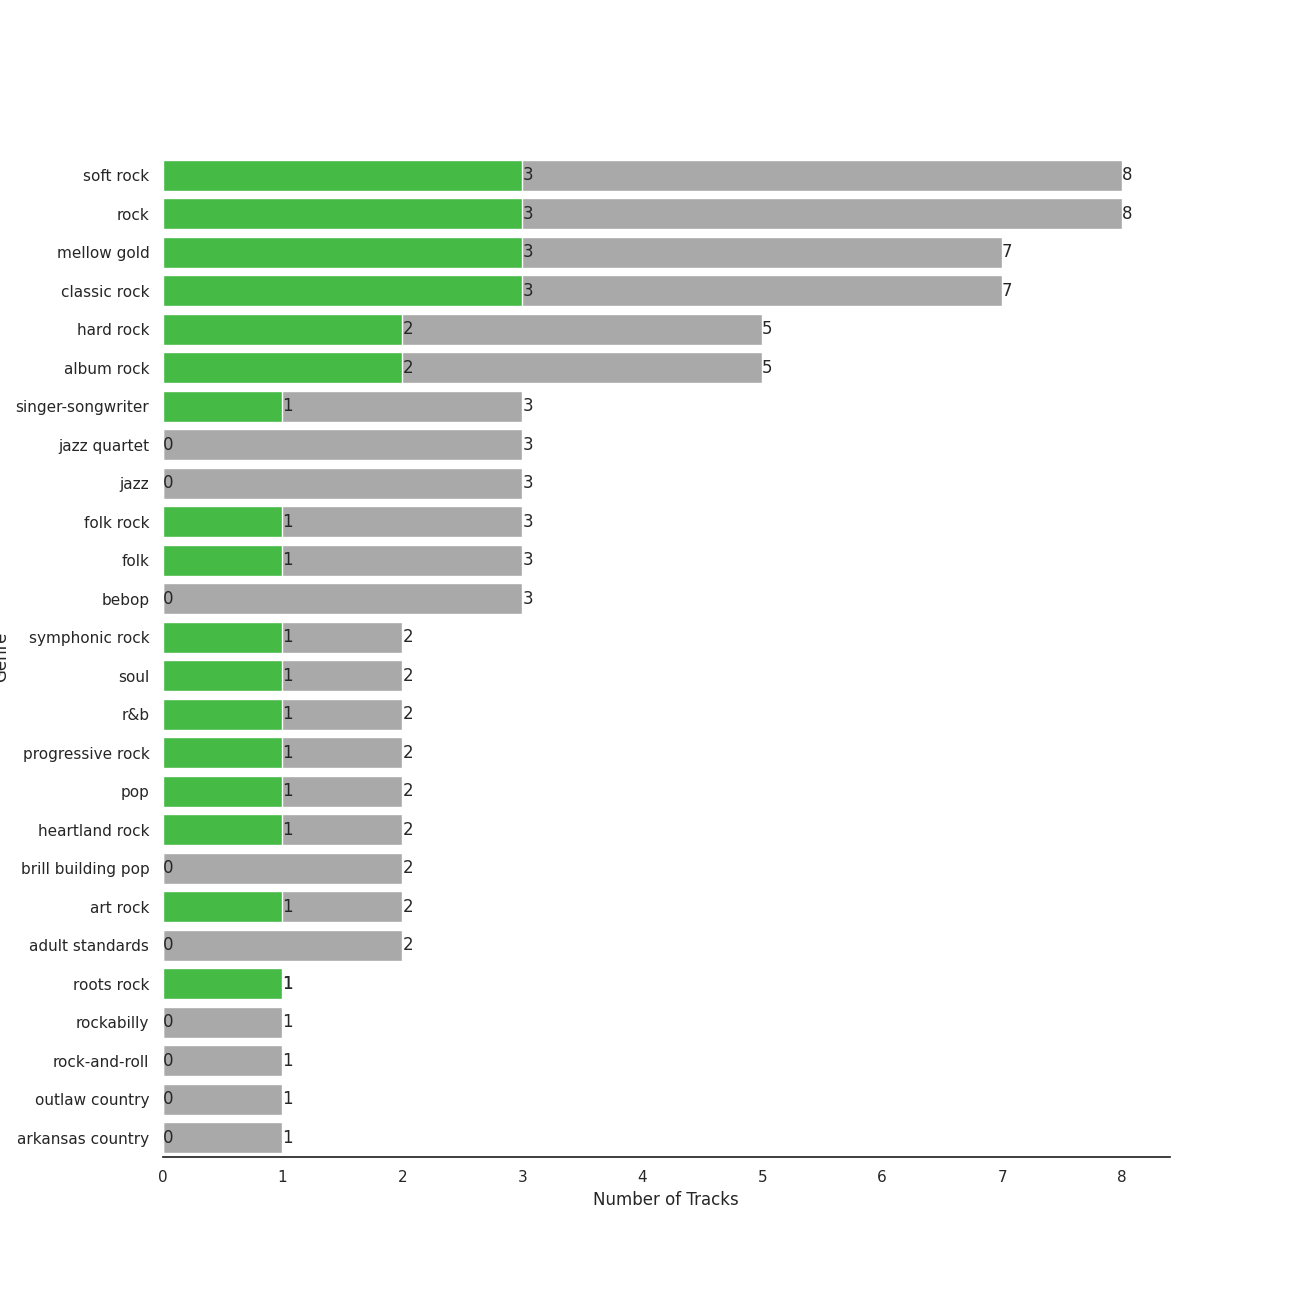 soft rock 3 8
rock 3 8
mellow gold 3 7
classic rock 3 7
hard rock 2 5
album rock 2 5
singer-songwriter 1 3
jazz quartet 0 3
jazz 0 3
folk rock 1 3
folk 1 3
bebop 0 3
symphonic rock 1 2
soul 1 2
r&b 1 2
progressive rock 1 2
pop 1 2
heartland rock 1 2
brill building pop 0 2
art rock 1 2
adult standards 0 2
roots rock 1
rockabilly 0 1
rock-and-roll 0 1
outlaw country 0 1
arkansas country 0 1
0 1 2 3 4 5 6 7 8
Number of Tracks
Genre